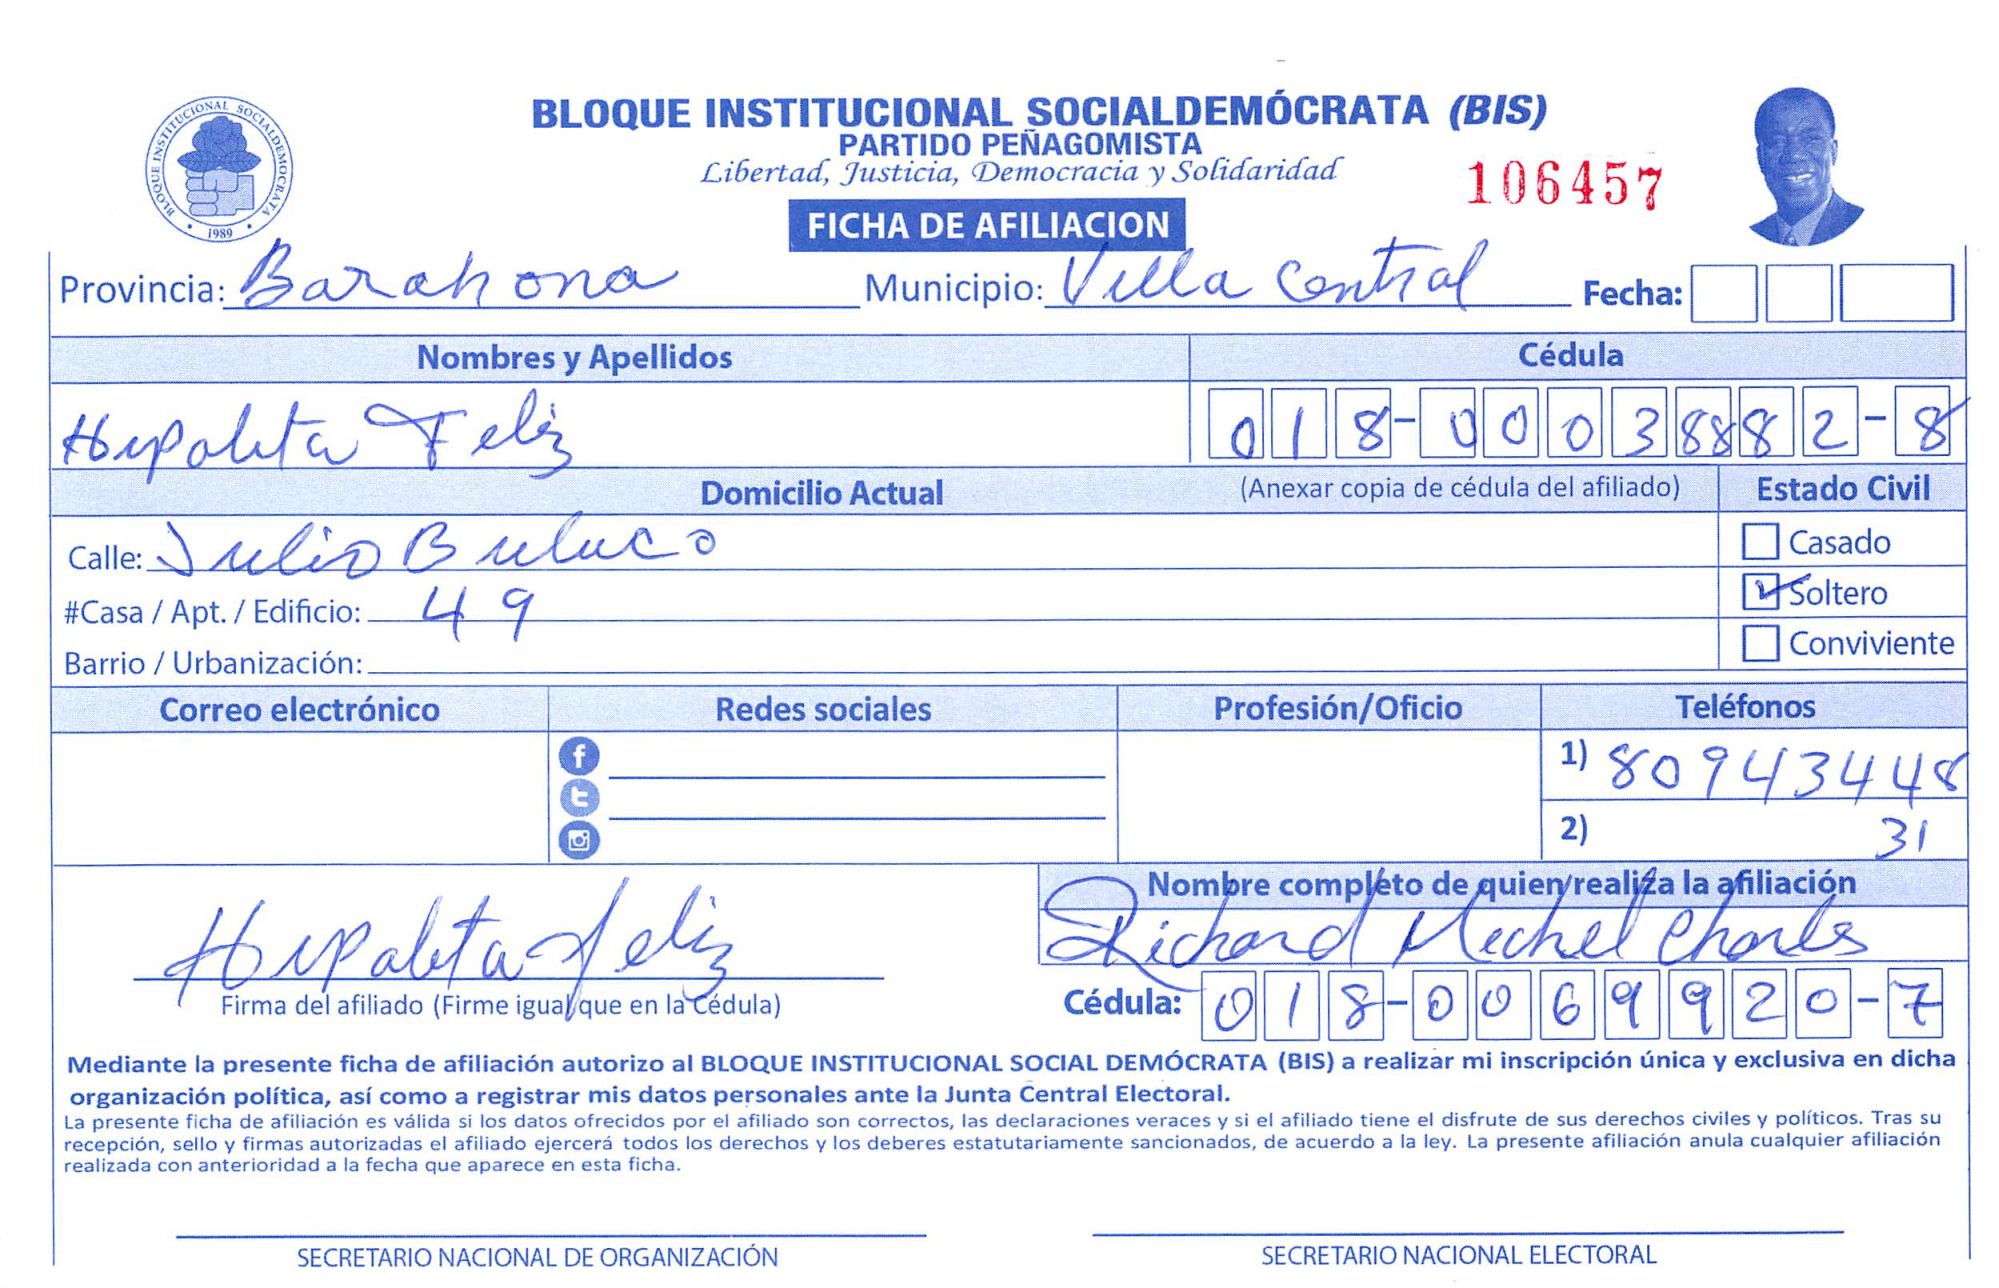 BLOQUE INSTITUCIONAL SOCIALDEMOCRATA
1989
BLOQUE INSTITUCIONAL SOCIALDEMÓCRATA (BIS)
PARTIDO PEÑAGOMISTA
Libertad, Justicia, Democracia y Solidaridad
106457
FICHA DE AFILIACION
Provincia: Barahona Municipio: Villa Central Fecha:
Nombres y Apellidos Cédula
Hipolita Feliz 018-00038882-8
Domicilio Actual (Anexar copia de cédula del afiliado) Estado Civil
Calle: Julio Buluco Casado
#Casa / Apt. / Edificio: 49 Soltero
Barrio / Urbanización: Conviviente
Correo electrónico Redes sociales Profesión/Oficio Teléfonos
1) 809434448
2) 31
Nombre completo de quien realiza la afiliación
Hipolita Feliz Richard Mechel Charles
Firma del afiliado (Firme igual que en la Cédula) Cédula: 018-0069920-7
Mediante la presente ficha de afiliación autorizo al BLOQUE INSTITUCIONAL SOCIAL DEMÓCRATA (BIS) a realizar mi inscripción única y exclusiva en dicha
organización política, así como a registrar mis datos personales ante la Junta Central Electoral.
La presente ficha de afiliación es válida si los datos ofrecidos por el afiliado son correctos, las declaraciones veraces y si el afiliado tiene el disfrute de sus derechos civiles y políticos. Tras su
recepción, sello y firmas autorizadas el afiliado ejercerá todos los derechos y los deberes estatutariamente sancionados, de acuerdo a la ley. La presente afiliación anula cualquier afiliación
realizada con anterioridad a la fecha que aparece en esta ficha.
SECRETARIO NACIONAL DE ORGANIZACIÓN SECRETARIO NACIONAL ELECTORAL